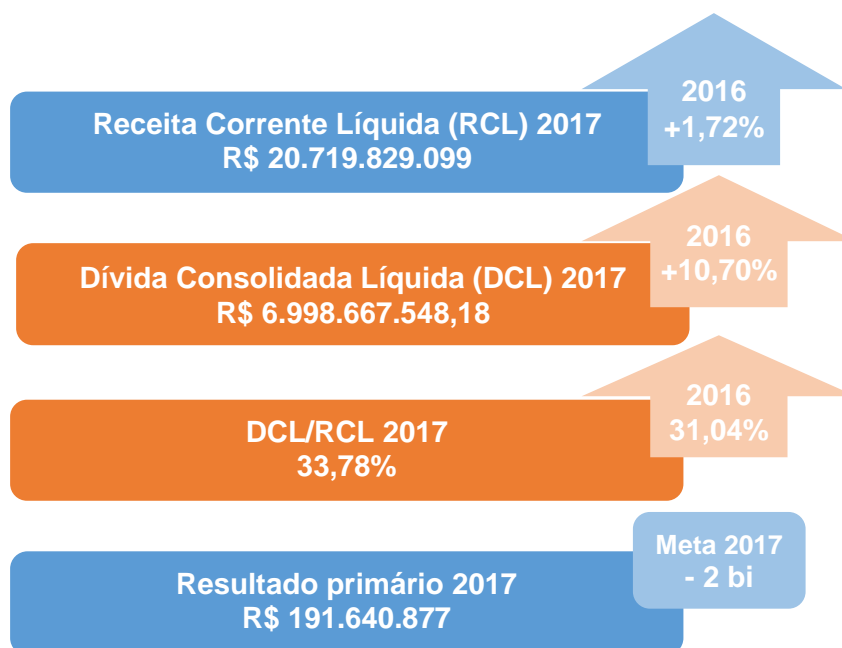 2016
+1,72%
Receita Corrente Líquida (RCL) 2017
R$ 20.719.829.099
2016
+10,70%
Dívida Consolidada Líquida (DCL) 2017
R$ 6.998.667.548,18
2016
31,04%
DCL/RCL 2017
33,78%
Meta 2017
- 2 bi
Resultado primário 2017
R$ 191.640.877